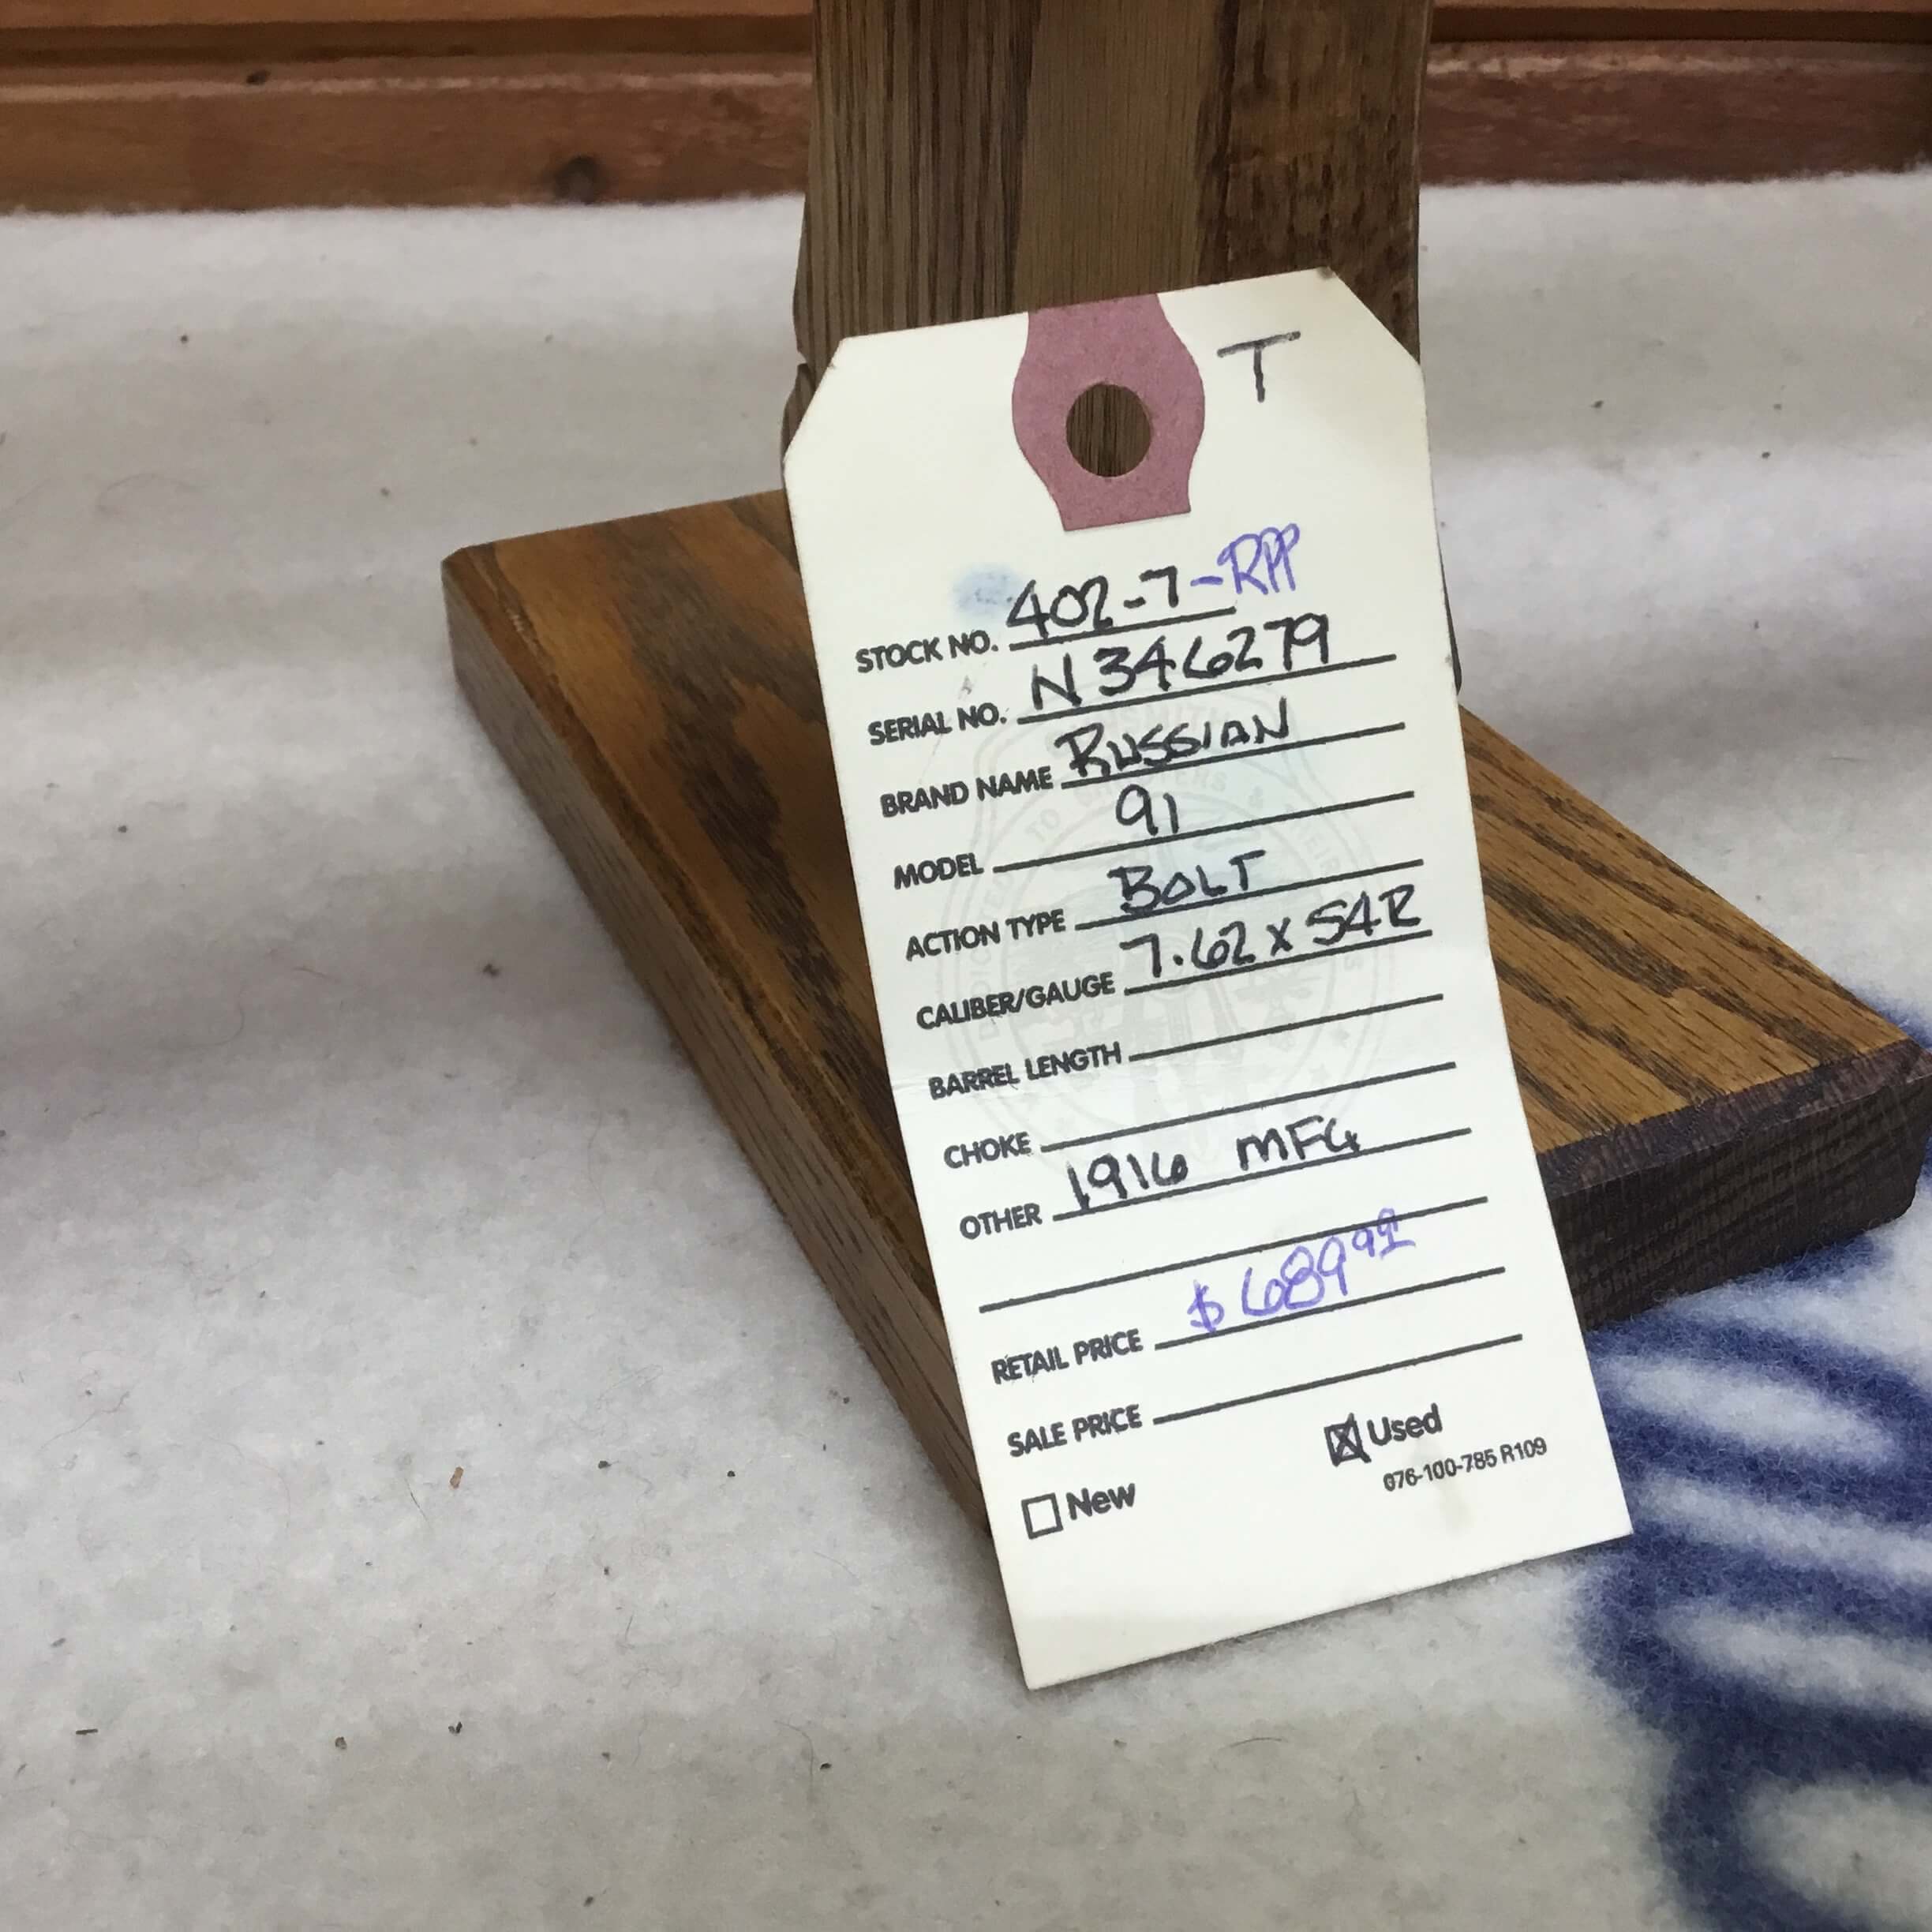 T
STOCK NO. 402-7-RPP
SERIAL NO. N346279
BRAND NAME RUSSIAN
MODEL 91
ACTION TYPE BOLT
CALIBER/GAUGE 7.62 x 54R
BARREL LENGTH
CHOKE
OTHER 1916 MFG
RETAIL PRICE $689 99
SALE PRICE
New
Used
076-100-785 R109